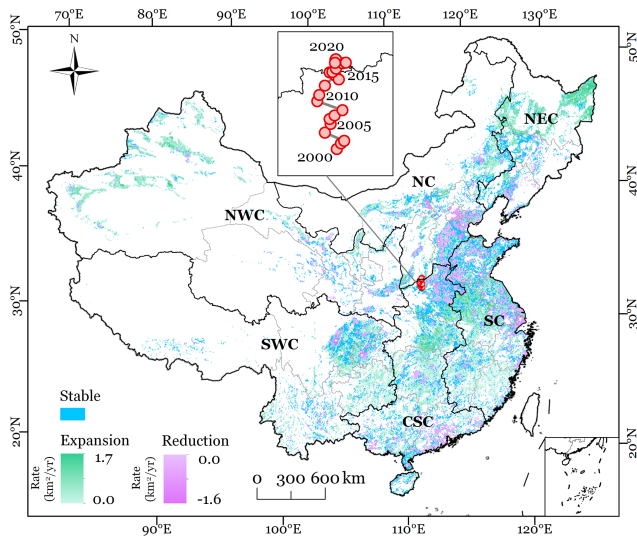 70°N 80°N 90°N 100°N 110°N 120°N 130°N
50°N 50°N
N
2020
2015
2010
2005
2000
NEC
40°N 40°N
NC
NWC
30°N 30°N
SC
SWC
Stable
CSC
Expansion Reduction
20°N 20°N
Rate (km²/yr)
1.7
0.0
Rate (km²/yr)
0.0
-1.6
0 300 600 km
90°E 100°E 110°E 120°E